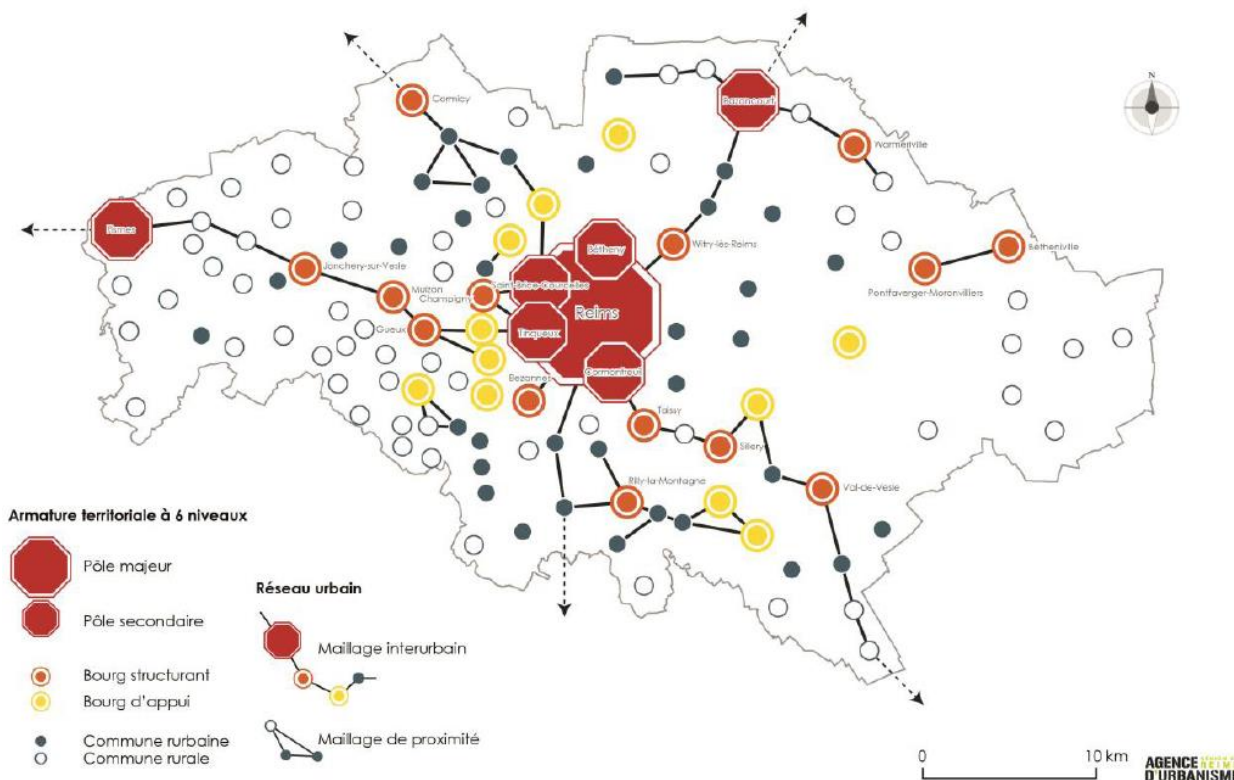 N
Cormicy
Bazancourt
Warmeriville
Fismes
Bétheny
Witry-lès-Reims
Bétheniville
Jonchery-sur-Vesle
Pontfaverger-Moronvilliers
Saint-Brice-Courcelles
Muizon
Champigny
Reims
Gueux
Tinqueux
Bezannes
Cormontreuil
Taissy
Sillery
Rilly-la-Montagne
Val-de-Vesle
Armature territoriale à 6 niveaux
Pôle majeur
Pôle secondaire
Bourg structurant
Bourg d'appui
Commune rurbaine
Commune rurale
Réseau urbain
Maillage interurbain
Maillage de proximité
0 10 km
AGENCE
D'URBANISME